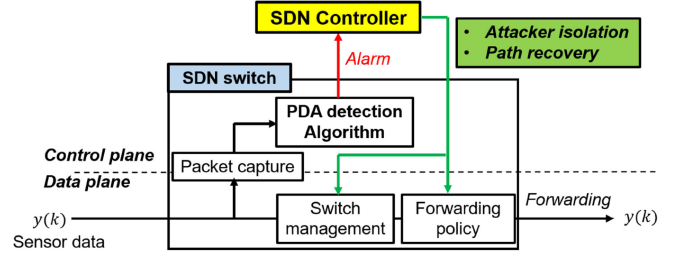 SDN Controller
• Attacker isolation
• Path recovery
Alarm
SDN switch
PDA detection
Algorithm
Control plane
Packet capture
Data plane
y(k)
Sensor data
Switch
management
Forwarding
policy
Forwarding
y(k)